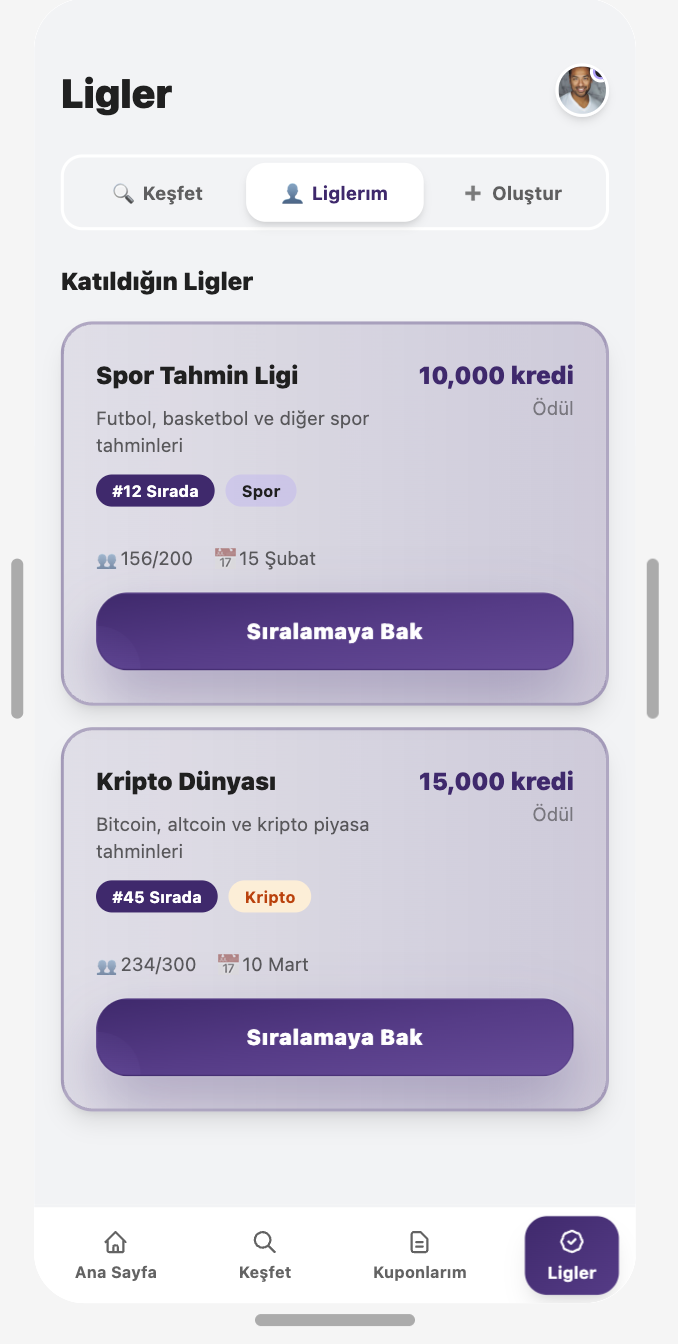 Ligler
Keşfet
Liglerım
Oluştur
Katıldığın Ligler
Spor Tahmin Ligi
10,000 kredi
Futbol, basketbol ve diğer spor
Ödül
tahminleri
#12 Sırada
Spor
156/200
17
15 Şubat
Sıralamaya Bak
Kripto Dünyası
15,000 kredi
Bitcoin, altcoin ve kripto piyasa
Ödül
tahminleri
#45 Sırada
Kripto
234/300
17
10 Mart
Sıralamaya Bak
Ana Sayfa
Keşfet
Kuponlarım
Ligler